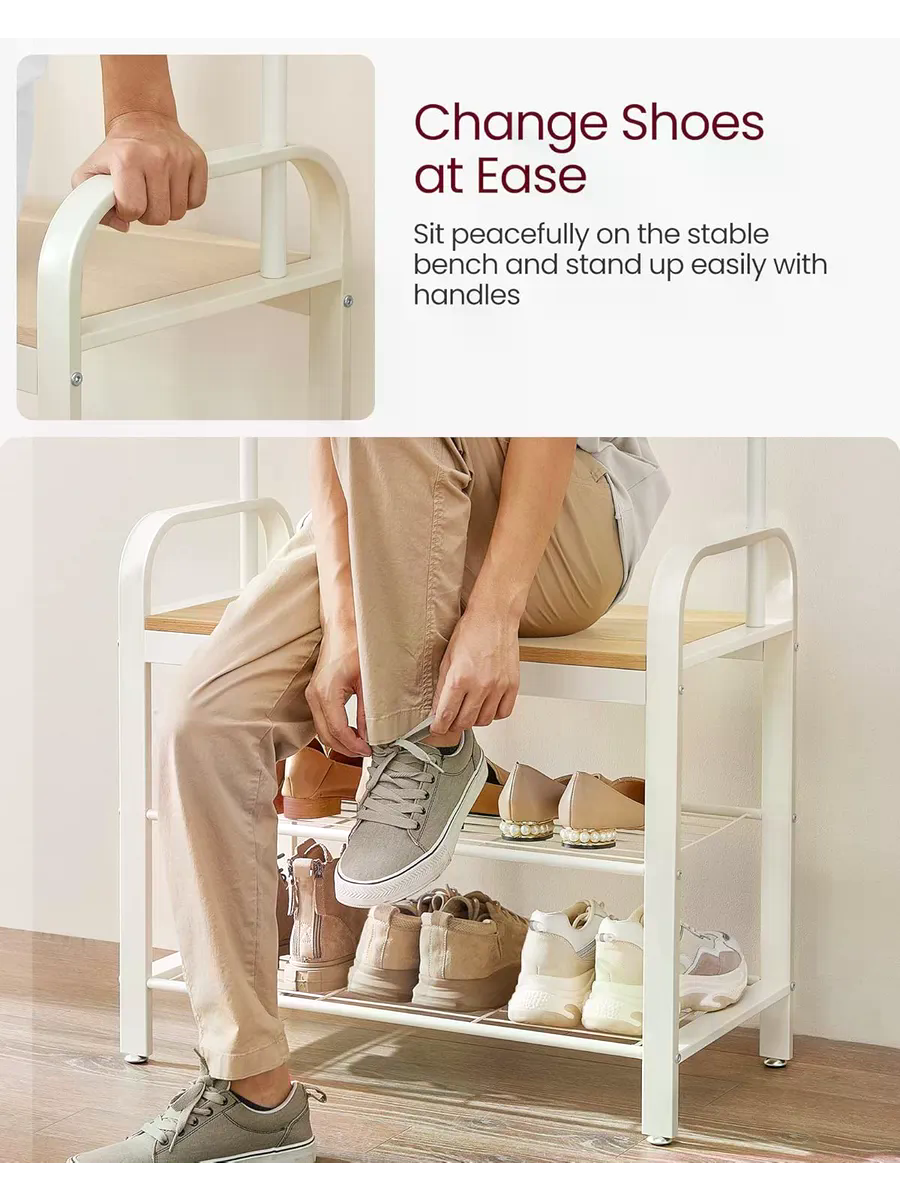 Change Shoes
at Ease
Sit peacefully on the stable
bench and stand up easily with
handles